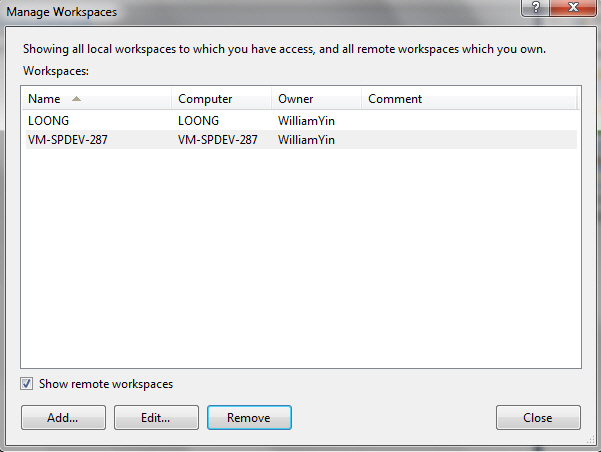 Manage Workspaces
?
Showing all local workspaces to which you have access, and all remote workspaces which you own.
Workspaces:
Name Computer Owner Comment
LOONG LOONG WilliamYin
VM-SPDEV-287 VM-SPDEV-287 WilliamYin
Show remote workspaces
Add... Edit... Remove Close